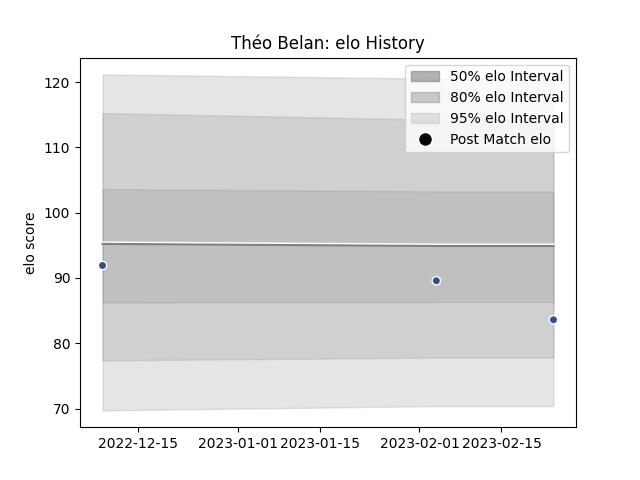 Théo Belan: elo History
50% elo Interval
80% elo Interval
95% elo Interval
Post Match elo
elo score
120
110
100
90
80
70
2022-12-15
2023-01-01
2023-01-15
2023-02-01
2023-02-15